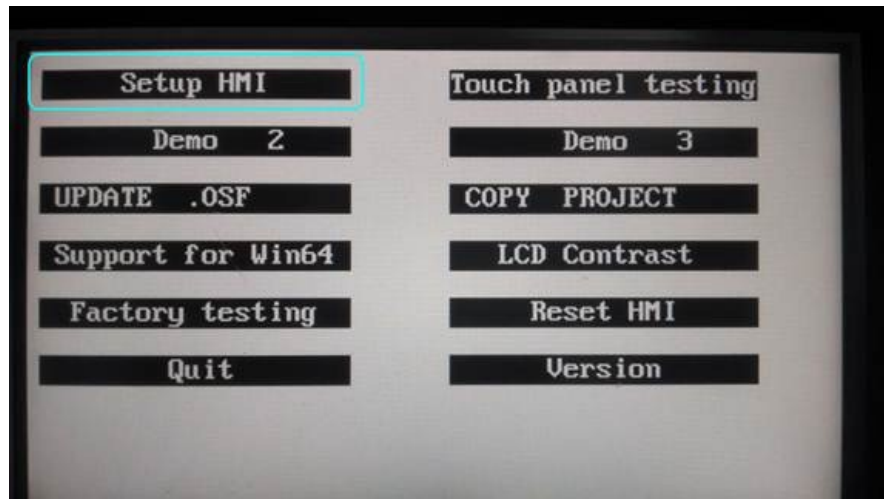 Setup HMI
Touch panel testing
Demo 2
Demo 3
UPDATE .OSF
COPY PROJECT
Support for Win64
LCD Contrast
Factory testing
Reset HMI
Quit
Version